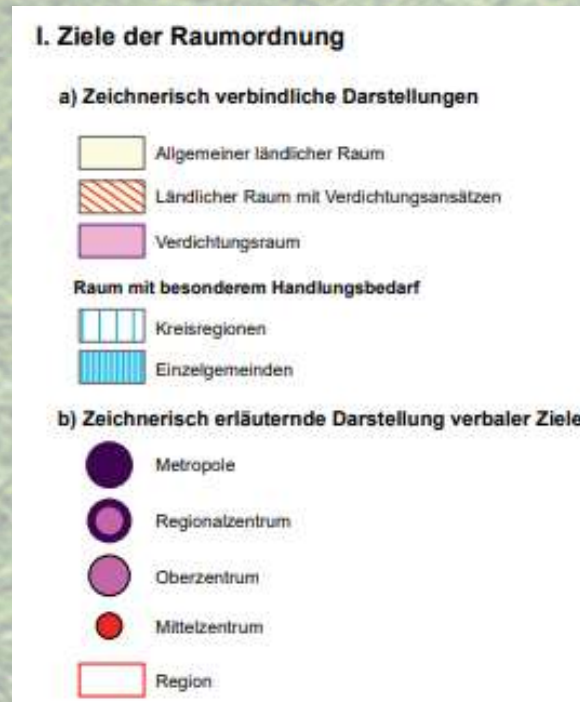 I. Ziele der Raumordnung
a) Zeichnerisch verbindliche Darstellungen
Allgemeiner ländlicher Raum
Ländlicher Raum mit Verdichtungsansätzen
Verdichtungsraum
Raum mit besonderem Handlungsbedarf
Kreisregionen
Einzelgemeinden
b) Zeichnerisch erläuternde Darstellung verbaler Ziele
Metropole
Regionalzentrum
Oberzentrum
Mittelzentrum
Region